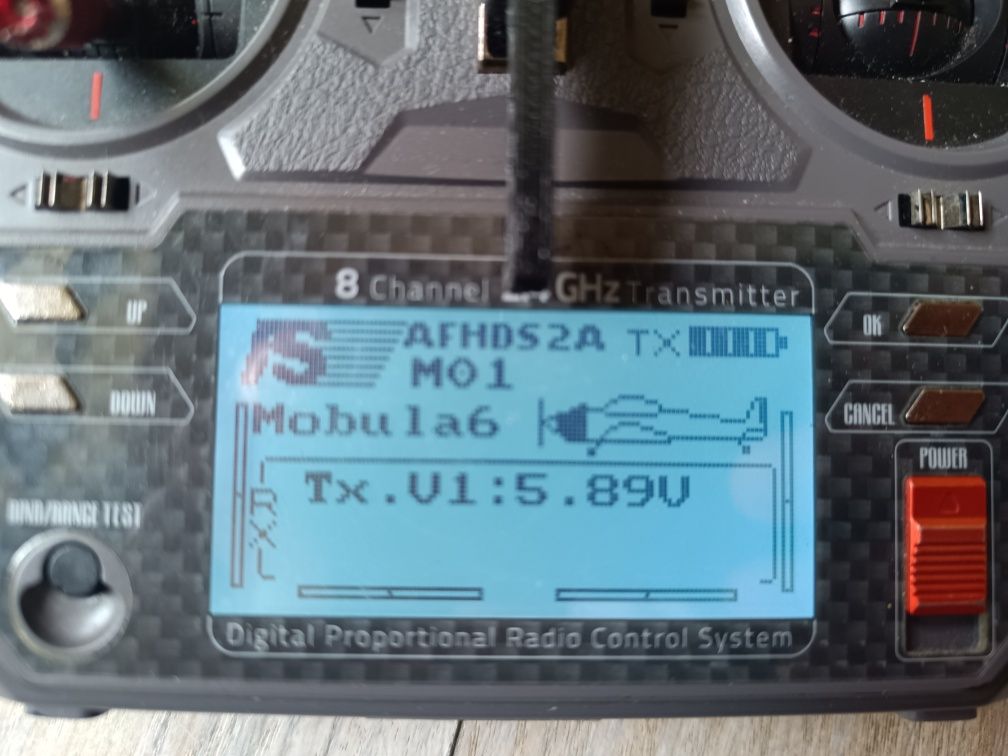 8 Channel GHz Transmitter
UP
DOWN
OK
CANCEL
POWER
AFHDS2A TX
M01
Mobula6
Tx.V1:5.89V
BIND/RANGE TEST
Digital Proportional Radio Control System